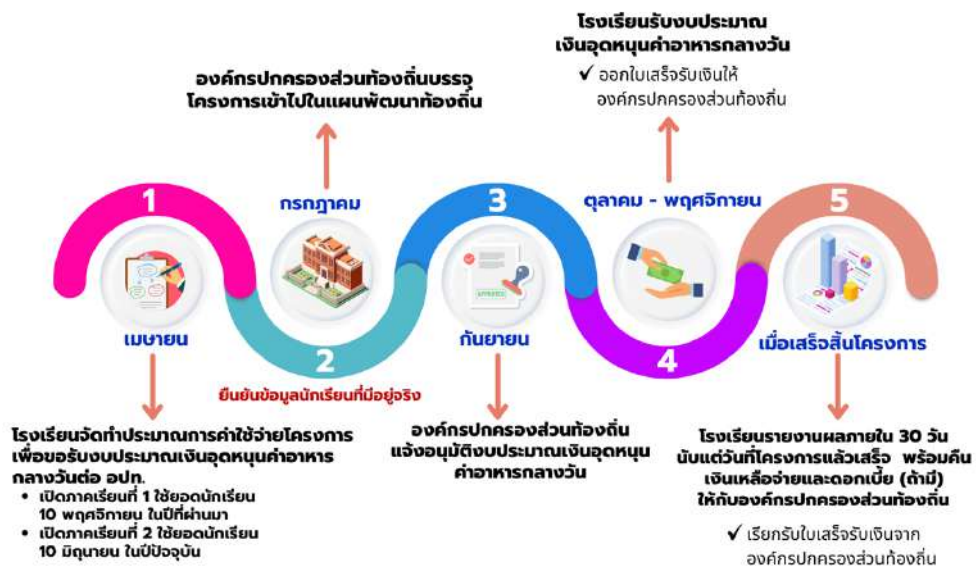 โรงเรียนรับงบประมาณ
เงินอุดหนุนค่าอาหารกลางวัน
✓ ออกใบเสร็จรับเงินให้
องค์กรปกครองส่วนท้องถิ่น
องค์กรปกครองส่วนท้องถิ่นบรรจุ
โครงการเข้าไปในแผนพัฒนาท้องถิ่น
1
กรกฎาคม
3
ตุลาคม - พฤศจิกายน
5
APPROVED
เมษายน
2
กันยายน
4
เมื่อเสร็จสิ้นโครงการ
ยืนยันข้อมูลนักเรียนที่มีอยู่จริง
โรงเรียนจัดทำประมาณการค่าใช้จ่ายโครงการ
เพื่อขอรับงบประมาณเงินอุดหนุนค่าอาหาร
กลางวันต่อ อปท.
• เปิดภาคเรียนที่ 1 ใช้ยอดนักเรียน
10 พฤศจิกายน ในปีที่ผ่านมา
• เปิดภาคเรียนที่ 2 ใช้ยอดนักเรียน
10 มิถุนายน ในปีปัจจุบัน
องค์กรปกครองส่วนท้องถิ่น
แจ้งอนุมัติงบประมาณเงินอุดหนุน
ค่าอาหารกลางวัน
โรงเรียนรายงานผลภายใน 30 วัน
นับแต่วันที่โครงการแล้วเสร็จ พร้อมคืน
เงินเหลือจ่ายและดอกเบี้ย (ถ้ามี)
ให้กับองค์กรปกครองส่วนท้องถิ่น
✓ เรียกรับใบเสร็จรับเงินจาก
องค์กรปกครองส่วนท้องถิ่น